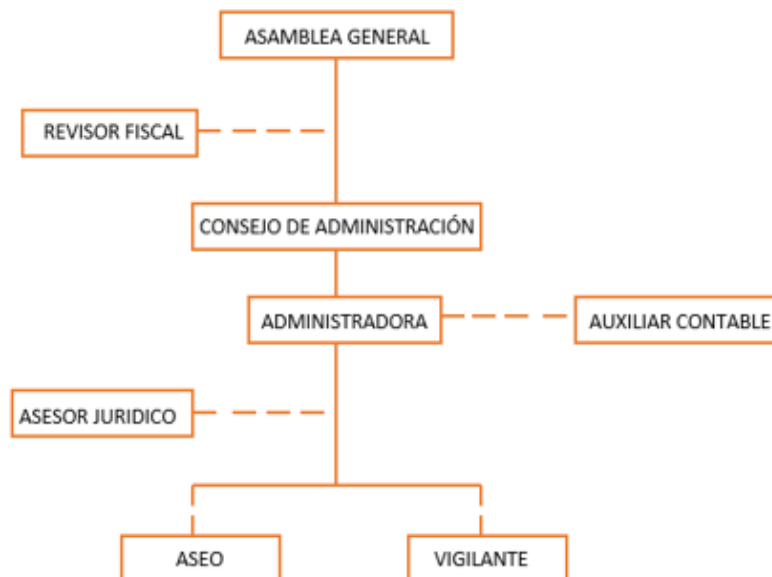 ASAMBLEA GENERAL
REVISOR FISCAL
CONSEJO DE ADMINISTRACIÓN
ADMINISTRADORA
AUXILIAR CONTABLE
ASESOR JURIDICO
ASEO
VIGILANTE